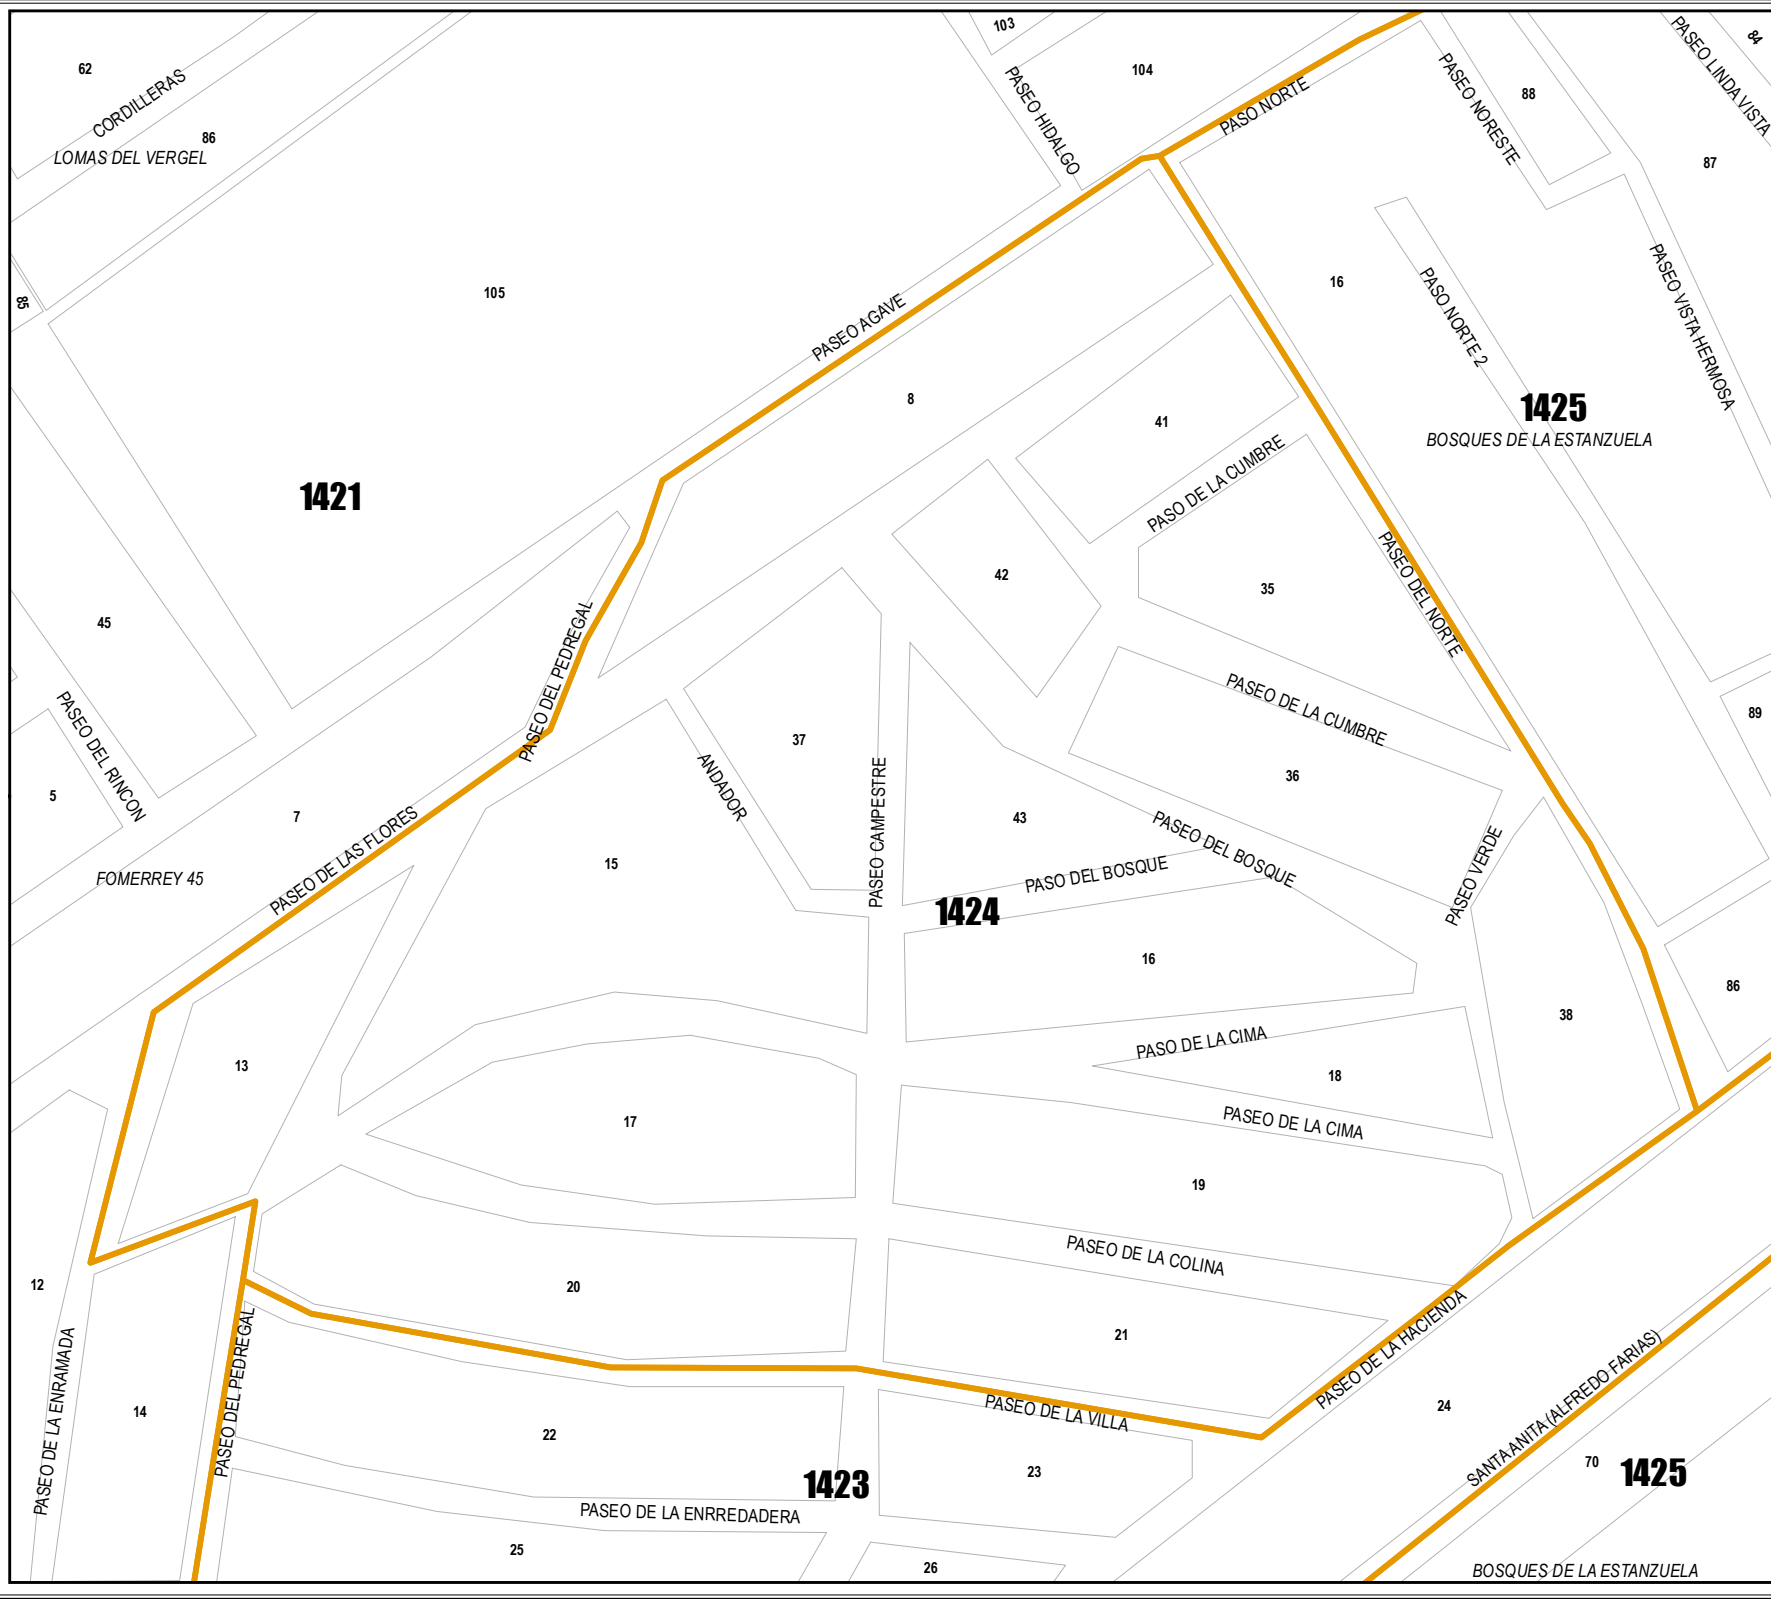 103
84
62
104
PASEO LINDA VISTA
CORDILLERAS
PASEO HIDALGO
PASO NORTE
PASEO NORESTE
88
86
LOMAS DEL VERGEL
87
105
85
16
PASEO AGAVE
PASO NORTE 2
PASEO VISTA HERMOSA
8
41
1425
BOSQUES DE LA ESTANZUELA
PASO DE LA CUMBRE
1421
42
35
PASEO DEL NORTE
45
PASEO DEL PEDREGAL
PASEO DE LA CUMBRE
89
PASEO DEL RINCON
37
ANDADOR
36
5
7
PASEO CAMPESTRE
43
PASEO DEL BOSQUE
PASEO VERDE
PASEO DE LAS FLORES
15
PASO DEL BOSQUE
FOMERREY 45
1424
16
86
38
PASO DE LA CIMA
13
18
17
PASEO DE LA CIMA
19
PASEO DE LA COLINA
12
20
PASEO DE LA HACIENDA
21
PASEO DE LA ENRAMADA
PASEO DEL PEDREGAL
SANTA ANITA (ALFREDO FARIAS)
14
PASEO DE LA VILLA
24
22
23
70
1425
1423
PASEO DE LA ENRREDADERA
25
26
BOSQUES DE LA ESTANZUELA